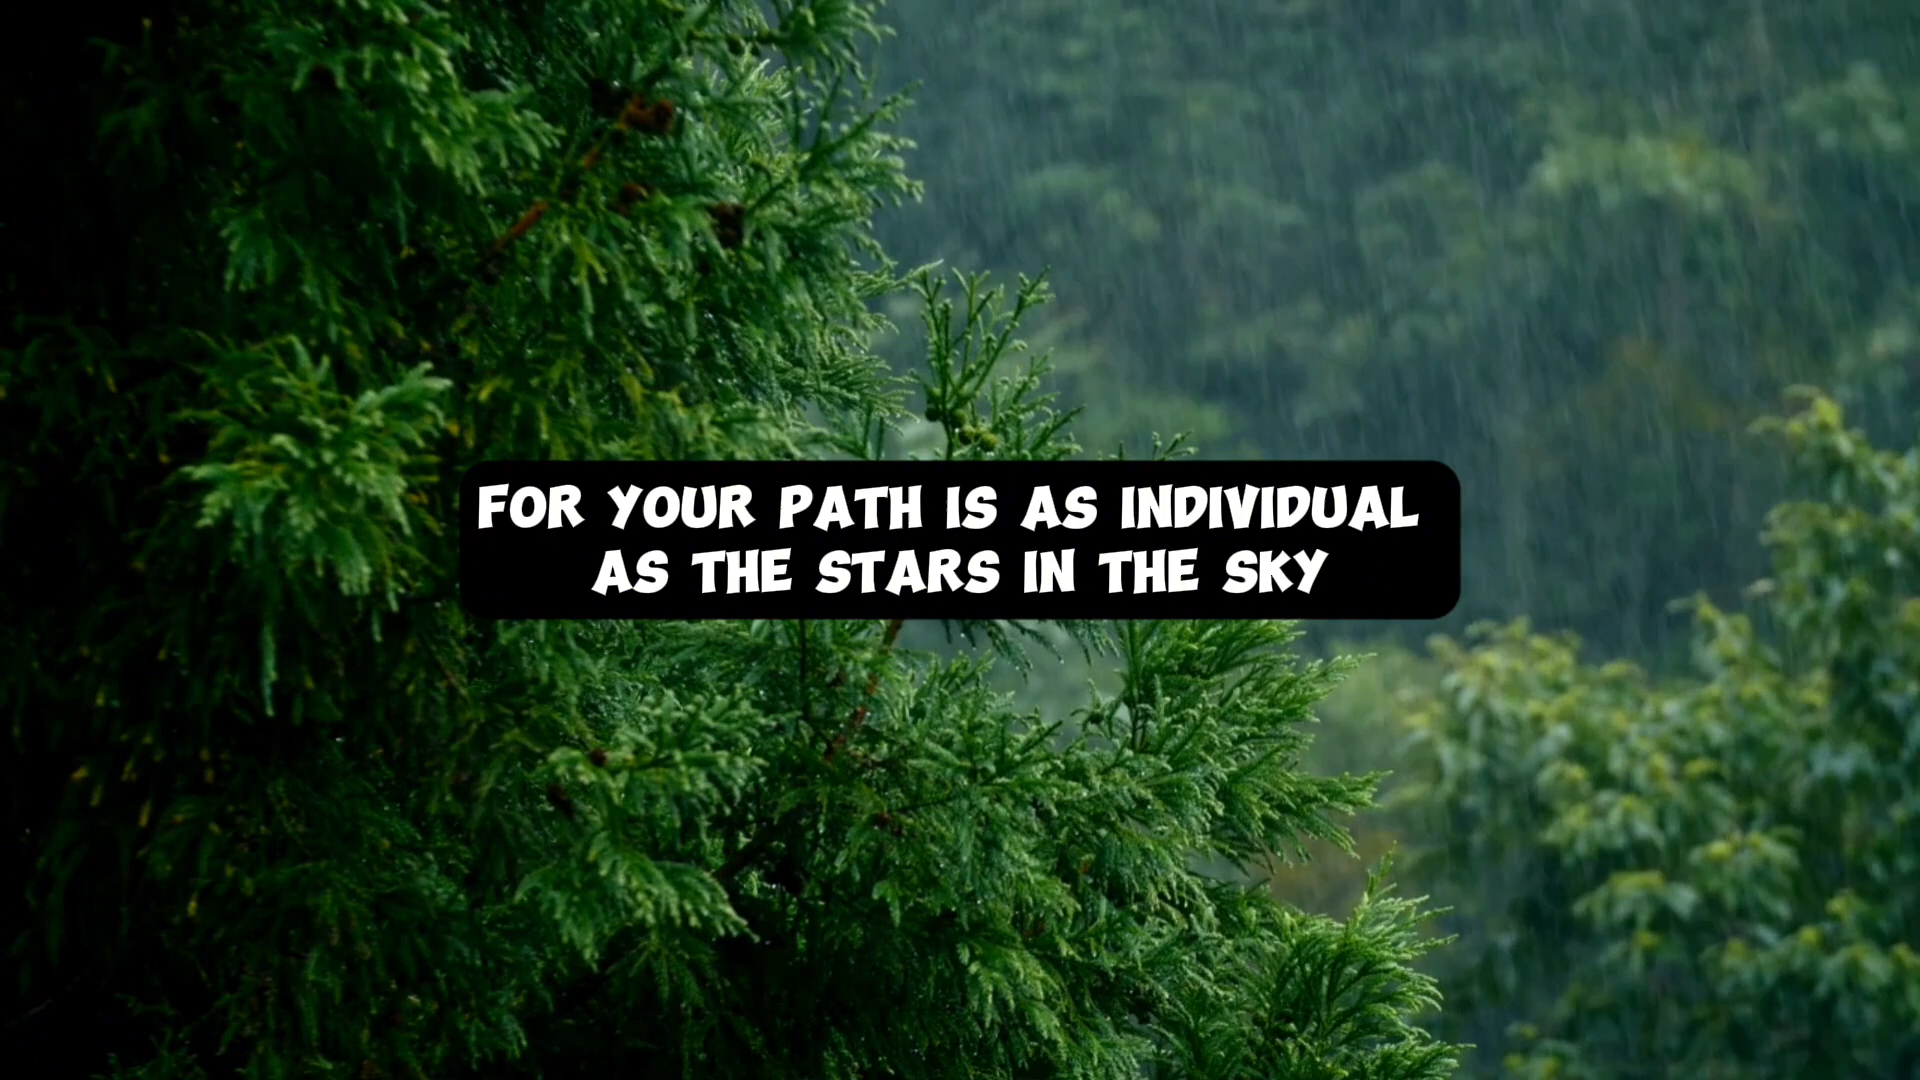 FOR YOUR PATH IS AS INDIVIDUAL
AS THE STARS IN THE SKY